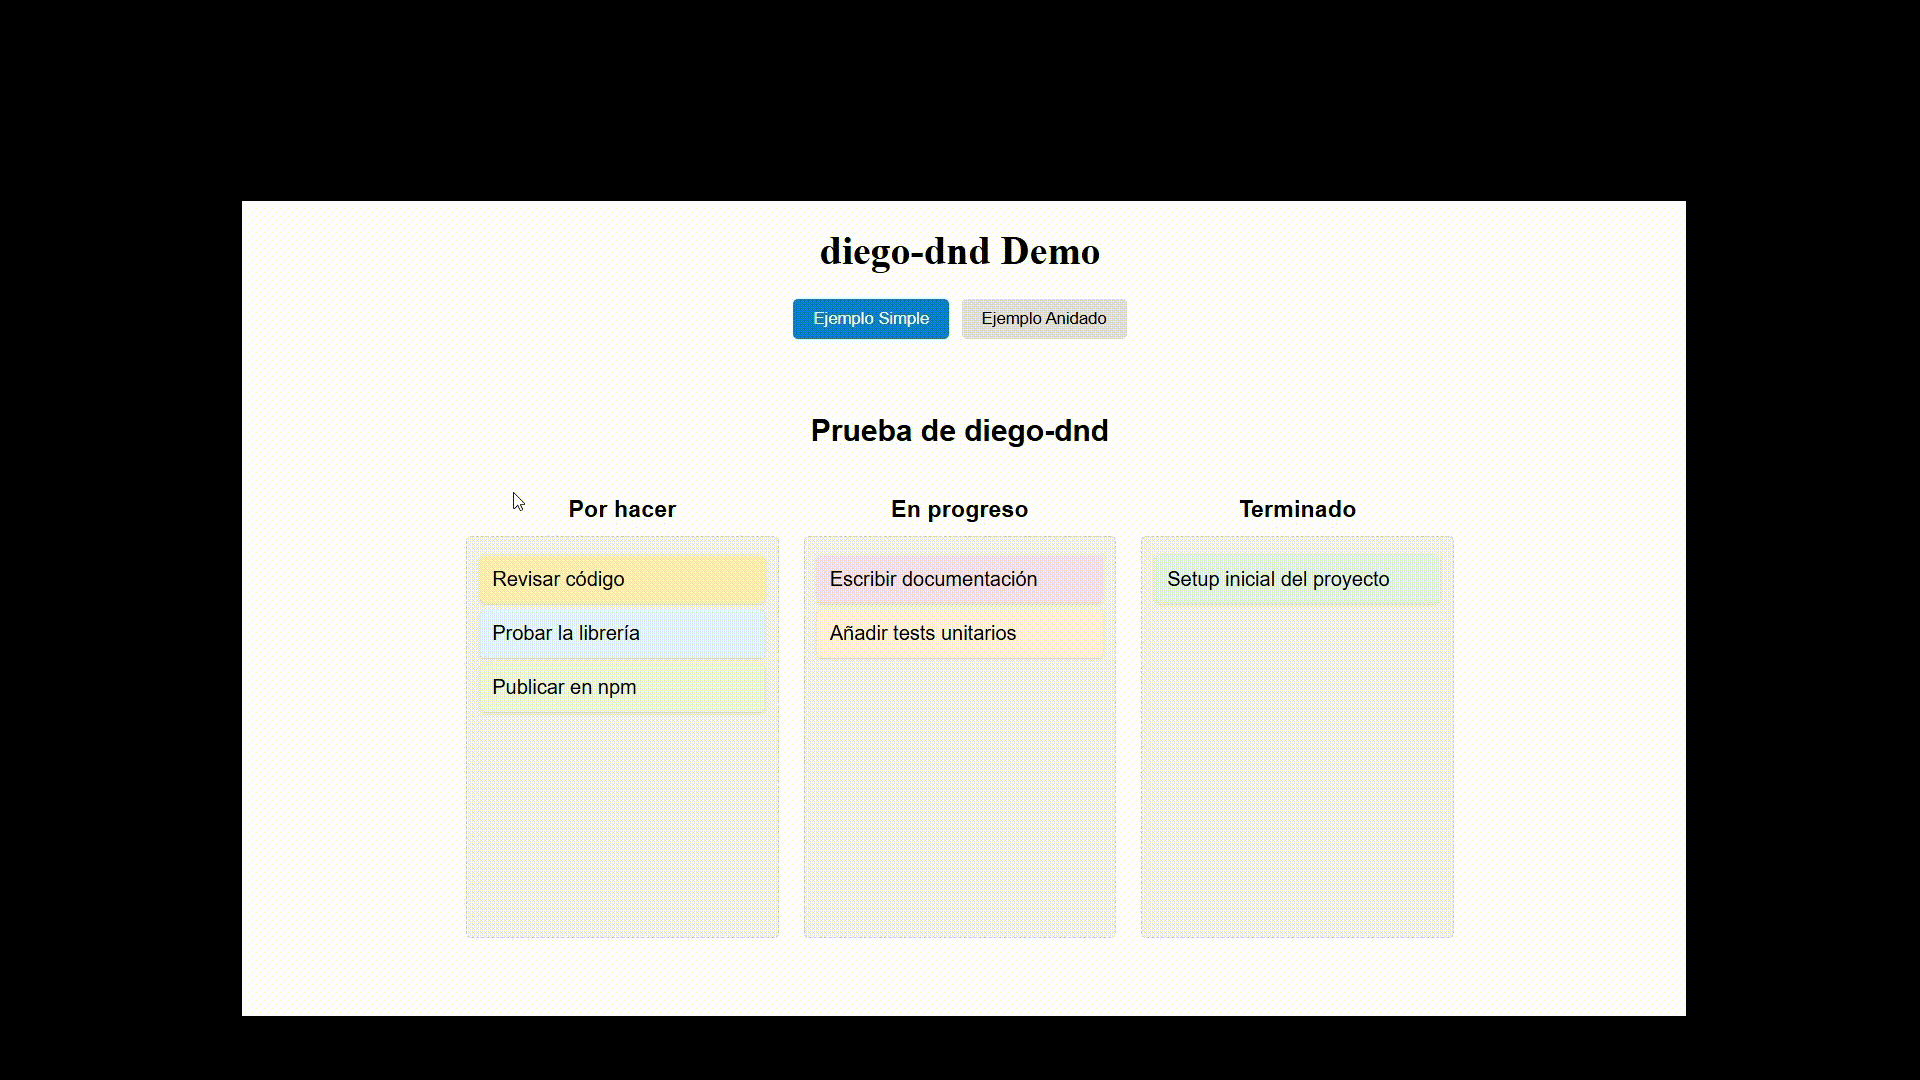 diego-dnd Demo
Ejemplo Simple
Ejemplo Anidado
Prueba de diego-dnd
Por hacer
Revisar código
Probar la librería
Publicar en npm
En progreso
Escribir documentación
Añadir tests unitarios
Terminado
Setup inicial del proyecto